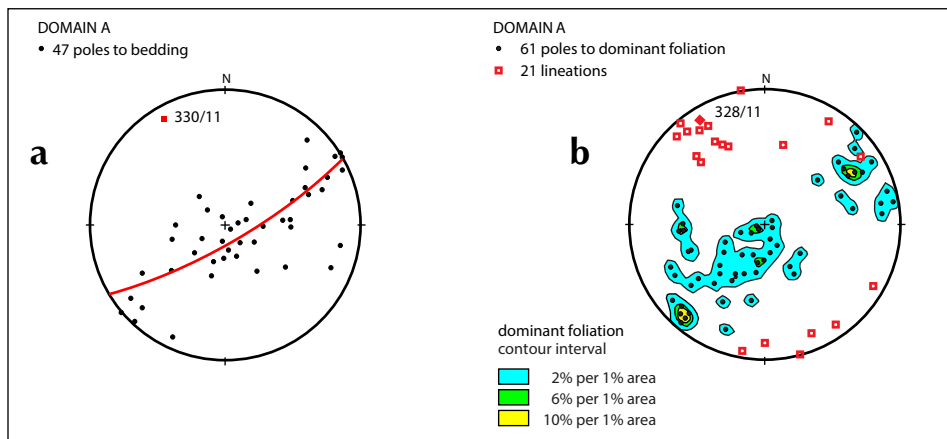 DOMAIN A
47 poles to bedding
N
330/11
a
DOMAIN A
61 poles to dominant foliation
21 lineations
N
328/11
b
dominant foliation
contour interval
2% per 1% area
6% per 1% area
10% per 1% area